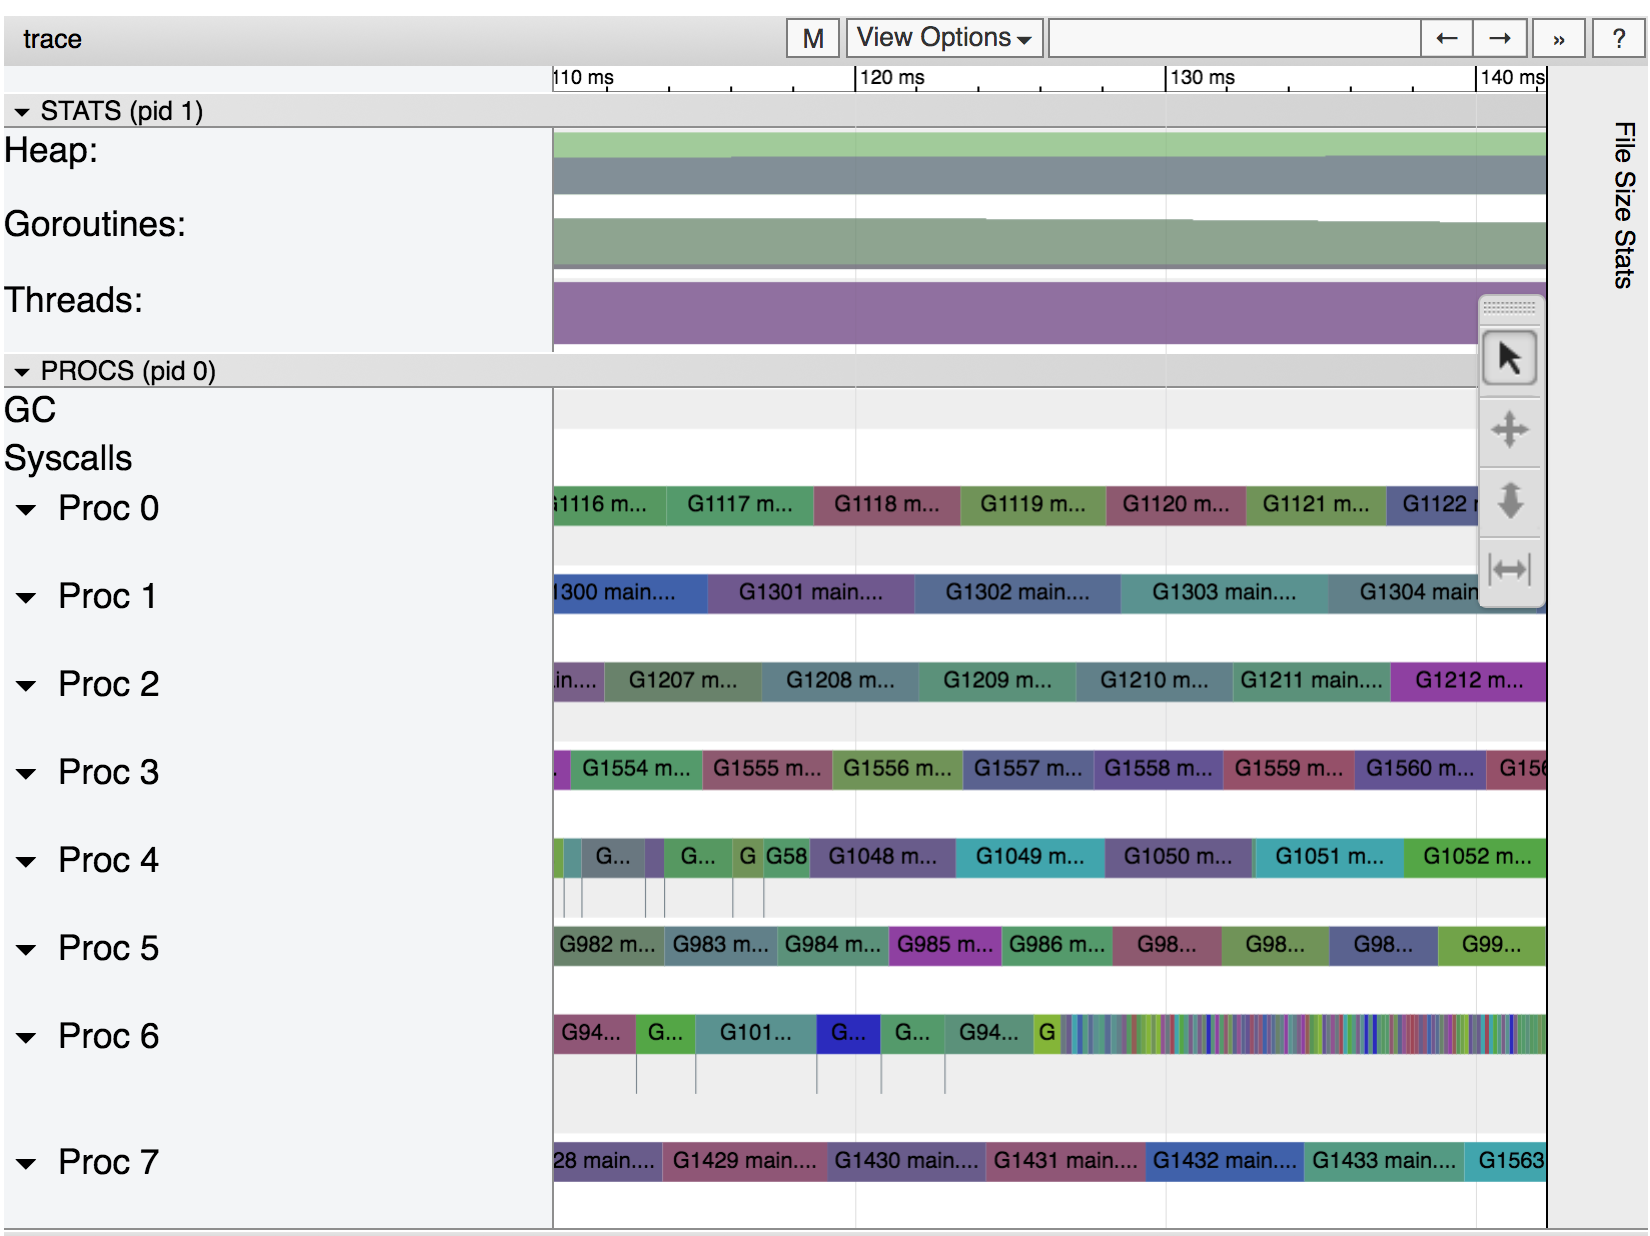 trace M View Options ← → » ?
110 ms 120 ms 130 ms 140 ms
STATS (pid 1)
Heap:
Goroutines:
Threads:
File Size Stats
PROCS (pid 0)
GC
Syscalls
Proc 0 G1116 m... G1117 m... G1118 m... G1119 m... G1120 m... G1121 m... G1122
Proc 1 1300 main.... G1301 main.... G1302 main.... G1303 main.... G1304 main
Proc 2 in.... G1207 m... G1208 m... G1209 m... G1210 m... G1211 main.... G1212 m...
Proc 3 G1554 m... G1555 m... G1556 m... G1557 m... G1558 m... G1559 m... G1560 m... G156
Proc 4 G... G... G G58 G1048 m... G1049 m... G1050 m... G1051 m... G1052 m...
Proc 5 G982 m... G983 m... G984 m... G985 m... G986 m... G98... G98... G98... G99...
Proc 6 G94... G... G101... G... G... G94... G
Proc 7 28 main.... G1429 main.... G1430 main.... G1431 main.... G1432 main.... G1433 main.... G1563